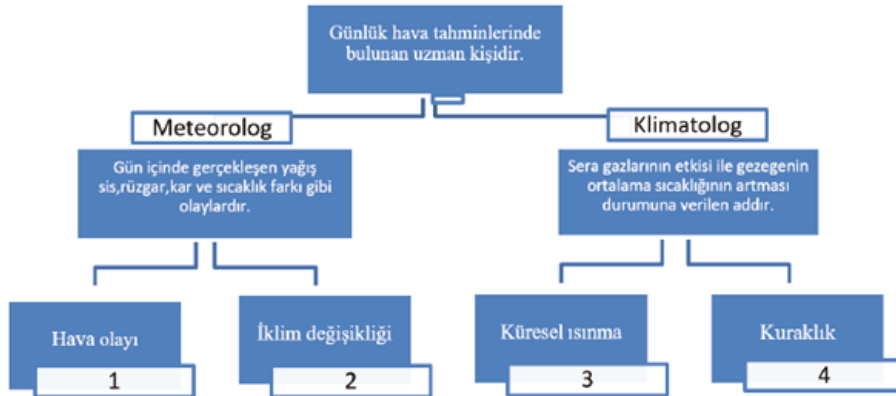 Günlük hava tahminlerinde
bulunan uzman kişidir.
Meteorolog
Klimatolog
Gün içinde gerçekleşen yağış
sis,rüzgar,kar ve sıcaklık farkı gibi
olaylardır.
Sera gazlarının etkisi ile gezegenin
ortalama sıcaklığının artması
durumuna verilen addır.
Hava olayı
İklim değişikliği
Küresel ısınma
Kuraklık
1
2
3
4